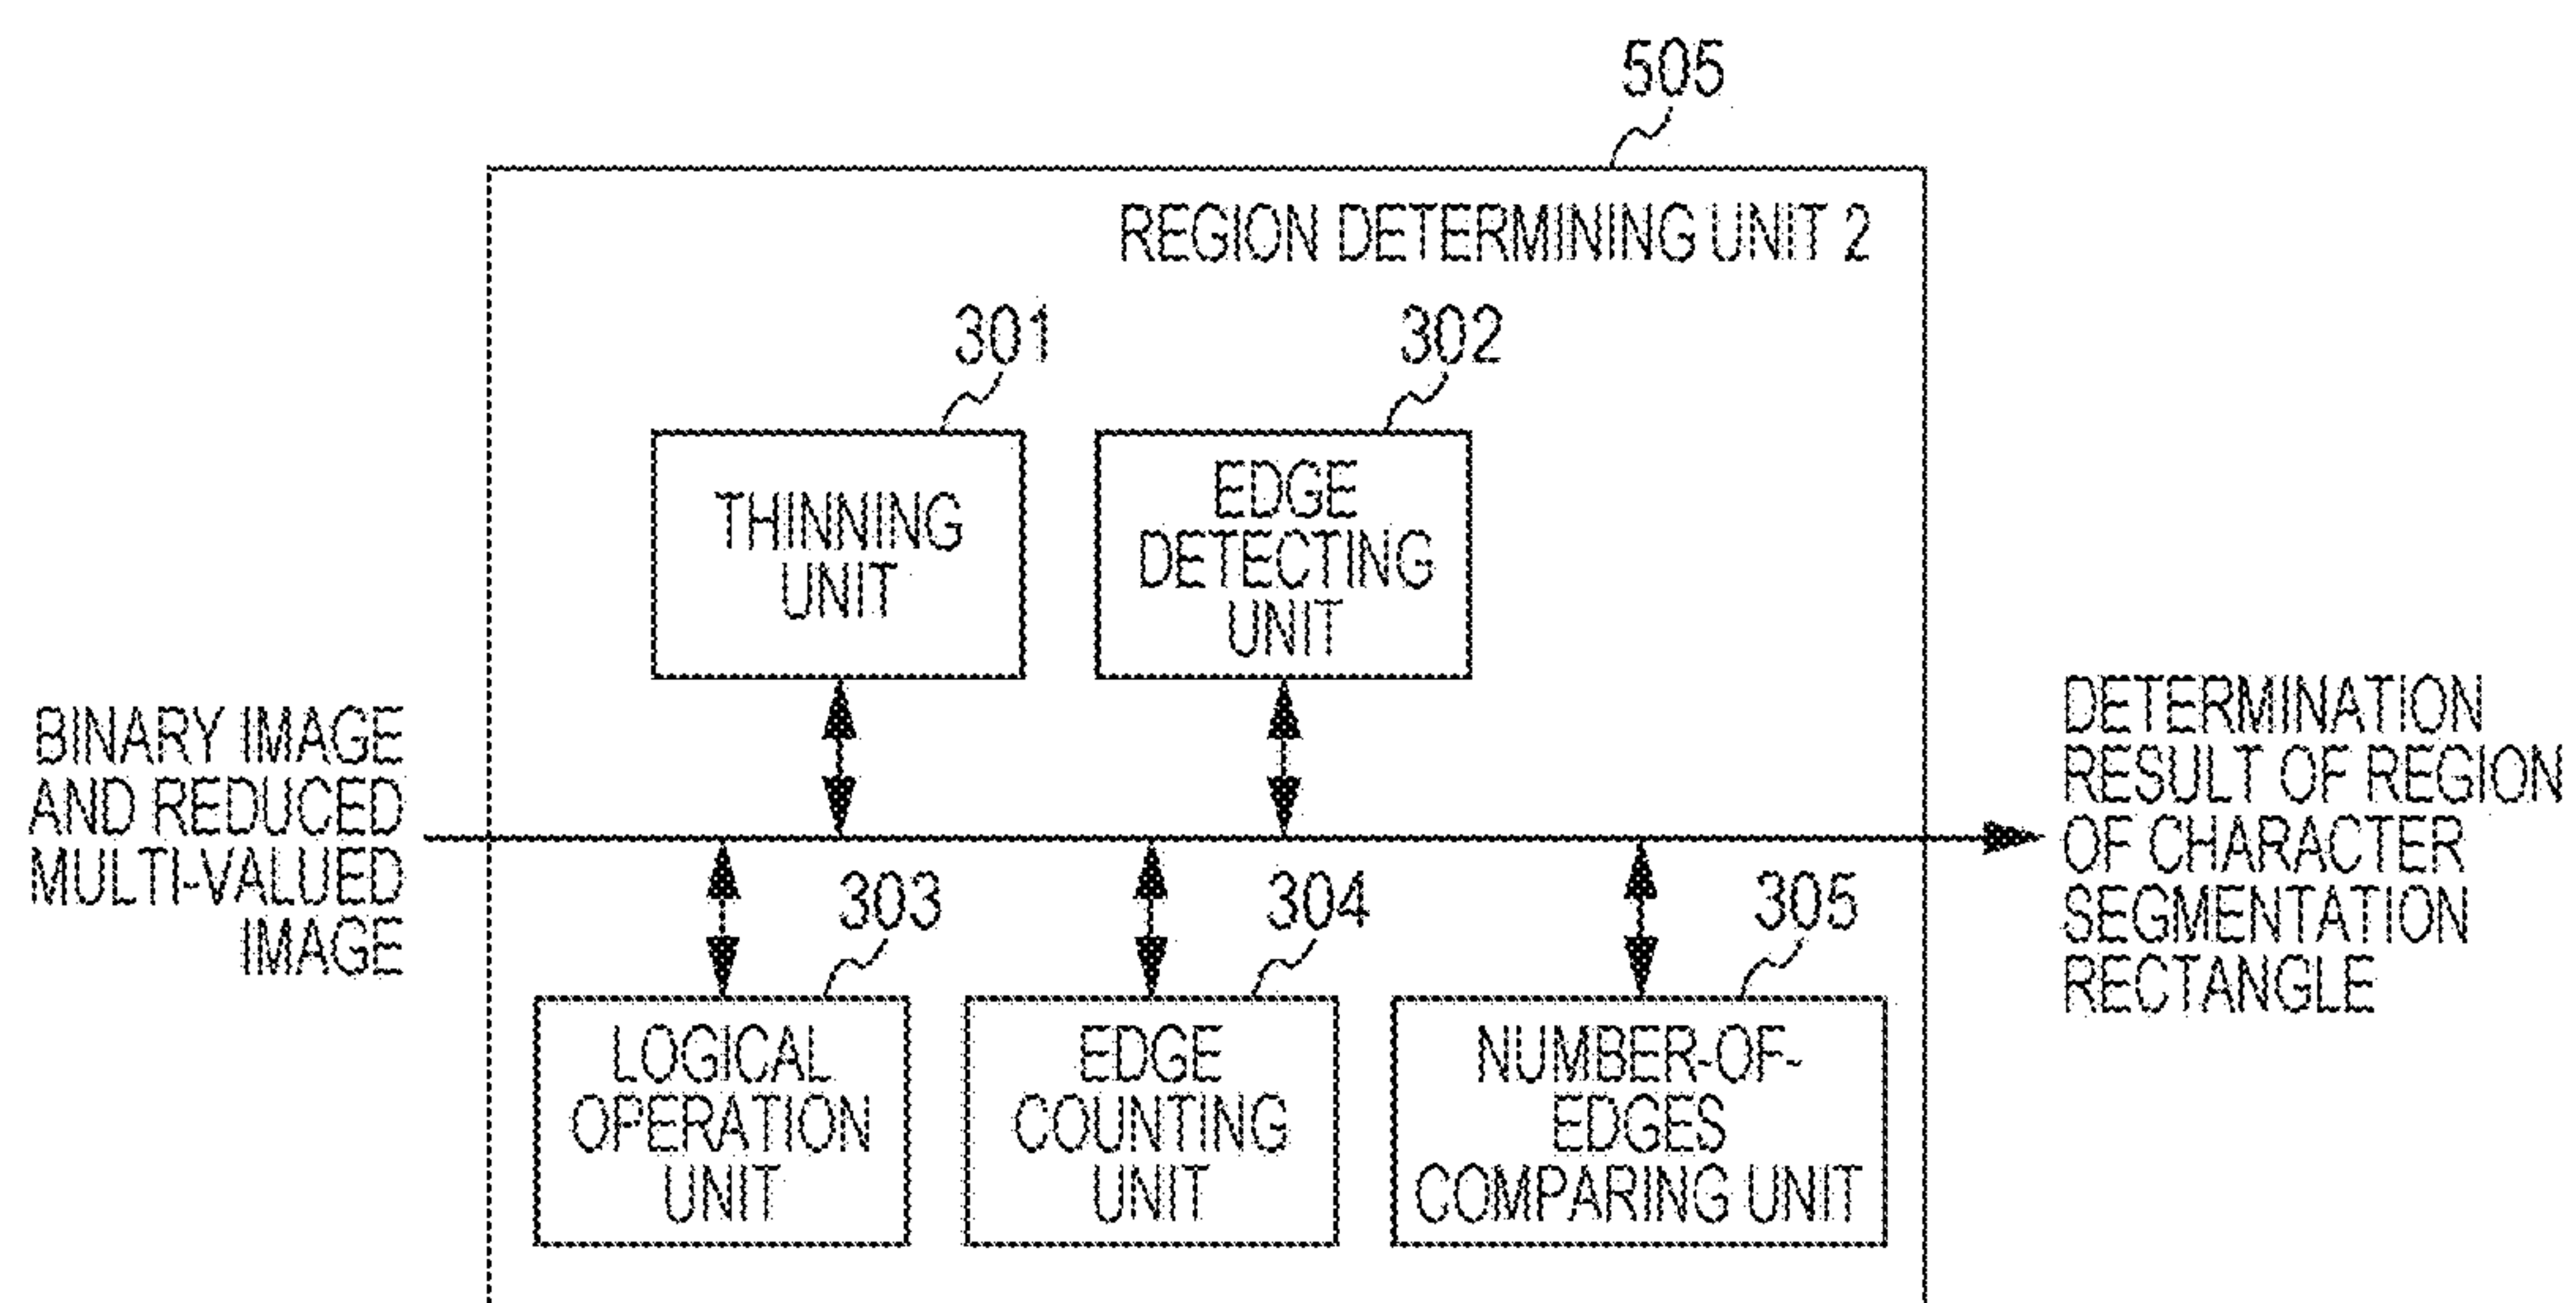 505
REGION DETERMINING UNIT 2
301
302
THINNING
UNIT
EDGE
DETECTING
UNIT
BINARY IMAGE
AND REDUCED
MULTI-VALUED
IMAGE
DETERMINATION
RESULT OF REGION
OF CHARACTER
SEGMENTATION
RECTANGLE
303
304
305
LOGICAL
OPERATION
UNIT
EDGE
COUNTING
UNIT
NUMBER-OF-
EDGES
COMPARING UNIT